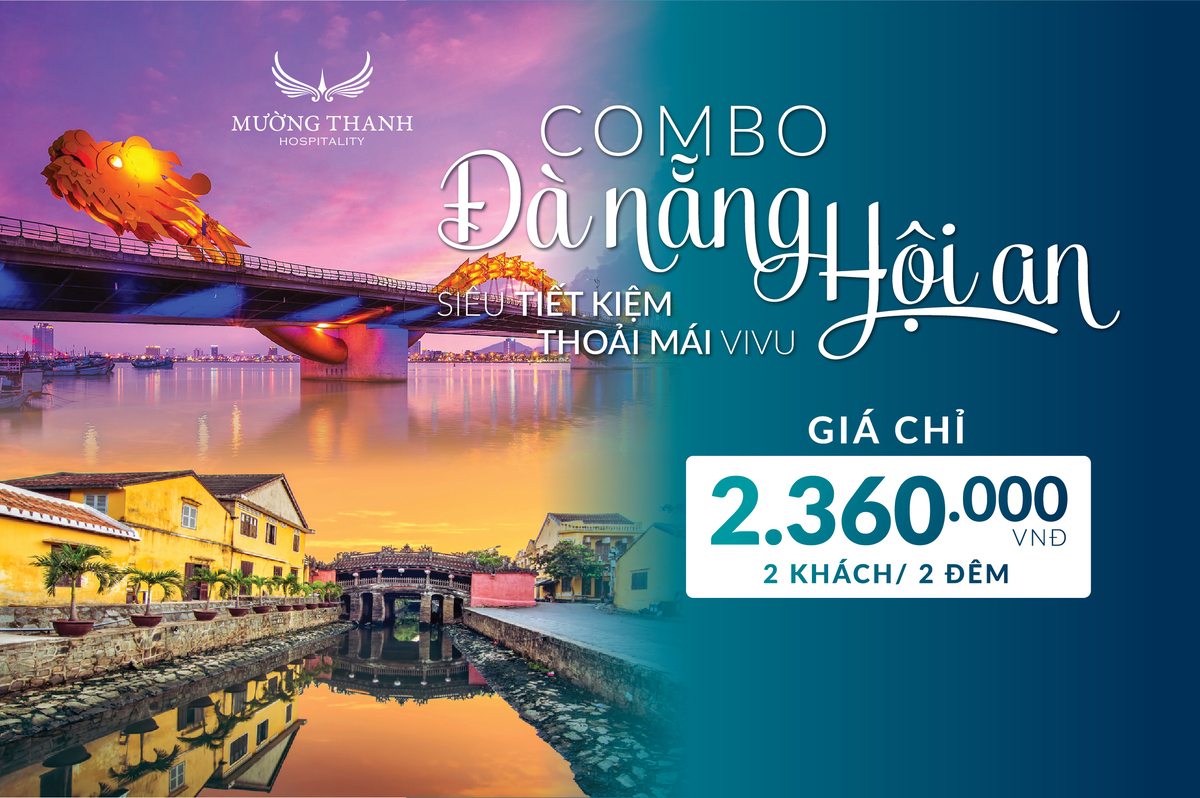 MƯỜNG THANH
HOSPITALITY
COMBO
Đà nẵng
Hội an
SIÊU TIẾT KIỆM
THOẢI MÁI VIVU
GIÁ CHỈ
2.360.000
VNĐ
2 KHÁCH/ 2 ĐÊM